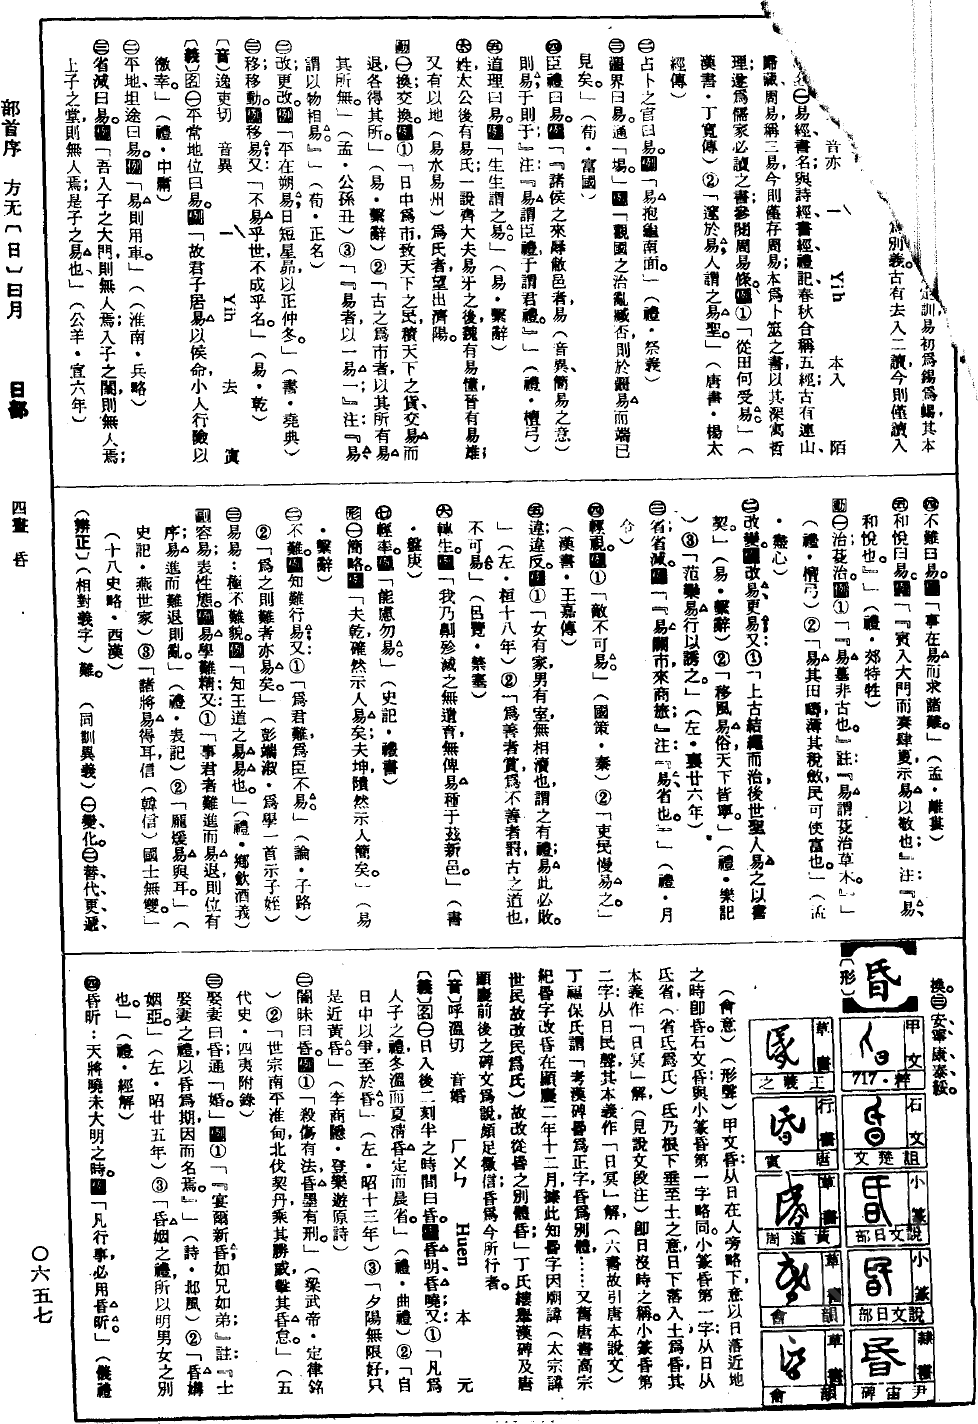 部首序 方无〔日〕曰月 日部 四畫 昏 〇六五七
訓易初爲錫爲蜴其本
爲別義古有去入二讀今則僅讀入
音亦 ㄧˋ Yih 本入 陌
㊀易經書名與詩經書經禮記春秋合稱五經古有連山、
歸藏周易稱三易今則僅存周易本爲卜筮之書以其深寓哲
理遂爲儒家必讀之書參閱周易條。例①「從田何受易」(
漢書・丁寬傳)②「邃於易人謂之易聖。」(唐書・楊太
經傳)
㊁占卜之官曰易。例「易抱龜南面。」(禮・祭義)
㊂疆界曰易。通「埸。」例「觀國之治亂臧否則於疆易而端已
見矣」(荀・富國)
㊃臣禮曰易。例「『諸侯之來辱敝邑者易(音異簡易之意)
則易于則于』注:『易謂臣禮于謂君禮。』」(禮・檀弓)
㊄道理曰易。例「生生謂之易。」(易・繫辭)
㊅姓太公後有易氏一說齊大夫易牙之後魏有易愷晉有易雄;
又有以地(易水易州)爲氏者望出濟陽。
動㊀換;交換。例①「日中爲市致天下之民積天下之貨交易而
退各得其所。」(易・繫辭)②「古之爲市者以其所有易
其所無。」(孟・公孫丑)③「『易者以一易一』注:『易
謂以物相易』」(荀・正名)
㊁改更改。例「平在朔易日短星昴以正仲冬」(書・堯典)
㊂移;移動。例移易又:「不易乎世不成乎名。」(易・乾)
〔音〕逸吏切 音異 ㄧˋ Yih 去 寘
〔義〕名㊀平常地位曰易。例「故君子居易以俟命小人行險以
徼幸。」(禮・中庸)
㊁平地;坦途曰易。例「易則用車。」(淮南・兵略)
㊂省減曰易。例「吾入子之大門則無人焉入子之閨則無人焉;
上子之堂則無人焉是子之易也」(公羊・宣六年)
㊃不難曰易。例「事在易而求諸難。」(孟・離婁)
㊄和悅曰易。例「『賓入大門而奏肆夏示易以敬也』注:『易、
和悅也』」(禮・郊特牲)
動㊀治;芟治。例①「『易墓非古也』註:『易謂芟治草木。』」
(禮・檀弓)②「易其田疇薄其稅斂民可使富也。」(孟
・盡心)
㊁改變。例改易更易又:①「上古結繩而治後世聖人易之以書
契。」(易・繫辭)②「移風易俗天下皆寧。」(禮・樂記
)③「范欒易行以誘之。」(左・襄廿六年)
㊂省;省減。例「『易關市來商旅』注:『易省也。』」(禮・月
令)
㊃輕視。例①「敵不可易」(國策・秦)②「吏民慢易之。」
(漢書・王嘉傳)
㊄違;違反。例①「女有家男有室無相瀆也謂之有禮易此必敗。
」(左・桓十八年)②「爲善者賞爲不善者罰古之道也
不可易」(呂覽・禁塞)
㊅轉生。例「我乃劓殄滅之無遺育無俾易種于茲新邑。」(書
・盤庚)
㊆輕率。例「能慮勿易。」(史記・禮書)
形㊀簡略。例「夫乾確然示人易矣夫坤隤然示人簡矣。」(易
・繫辭)
㊁不難。例知難行易又:①「爲君難爲臣不易。」(論・子路)
②「爲之則難者亦易矣。」(彭端淑・爲學一首示子姪)
㊂易易:極不難貌。例「知王道之易易也。」(禮・鄉飲酒義)
副容易;表性態。例易學難精又①「事君者難進而易退則位有
序;易進而難退則亂。」(禮・表記)②「龐煖易與耳。」(
史記・燕世家)③「諸將易得耳信(韓信)國士無雙。」
(十八史略・西漢)
〔辨正〕(相對義字)難。(同訓異義)㊀變化。㊁替代、更遞、
換。㊂安寧康泰綏。
【昏】
〔形〕
甲文 粹・717
石文 詛楚文
小篆 說文日部
小篆 說文日部
隸書 尹宙碑
草書 王羲之
行書 唐寅
草書 黃道周
草書 韻會
草書 韻會
(會意)(形聲)甲文昏:从日在人旁略下意以日落近地
之時卽昏。石文昏與小篆昏第一字略同。小篆昏第一字从日从
氏省(省氏爲氏)氐乃根下垂至土之意日下落入土爲昏其
本義作「日冥」解(見說文段注)卽日沒時之稱。小篆昏第
二字从日民聲其本義作「日冥」解,(六書故引唐本說文)
丁福保氏謂「考漢碑昬爲正字昏爲別體……又舊唐書高宗
紀昬字改昏在顯慶二年十二月據此知昬字因廟諱(太宗諱
世民故改民爲氏)故改從昬之別體昏」;丁氏縷舉漢碑及唐
顯慶前後之碑文爲說頗足徵信昏爲今所行者。
〔音〕呼溫切 音婚 ㄏㄨㄣ Huen 本 元
〔義〕名㊀日入後二刻半之時間曰昏。例昏明昏曉又①「凡爲
人子之禮冬溫而夏凊昏定而晨省。」(禮・曲禮)②「自
日中以爭至於昏。」(左・昭十三年)③「夕陽無限好只
是近黃昏。」(李商隱・登樂遊原詩)
㊁闇昧曰昏。例①「殺傷有法昏墨有刑。」(梁武帝・定律銘
)②「世宗南平淮甸北伐契丹乘其勝威擊其昏怠」(五
代史・四夷附錄)
㊂娶妻曰昏通「婚。」例①「『宴爾新昏如兄如弟』註:『士
娶妻之禮以昏爲期因而名焉。』」(詩・邶風)②「昏媾
姻亞。」(左・昭廿五年)③「昏姻之禮所以明男女之別
也。」(禮・經解)
㊃昏昕:天將曉未大明之時。例「凡行事必用昏昕。」(儀禮